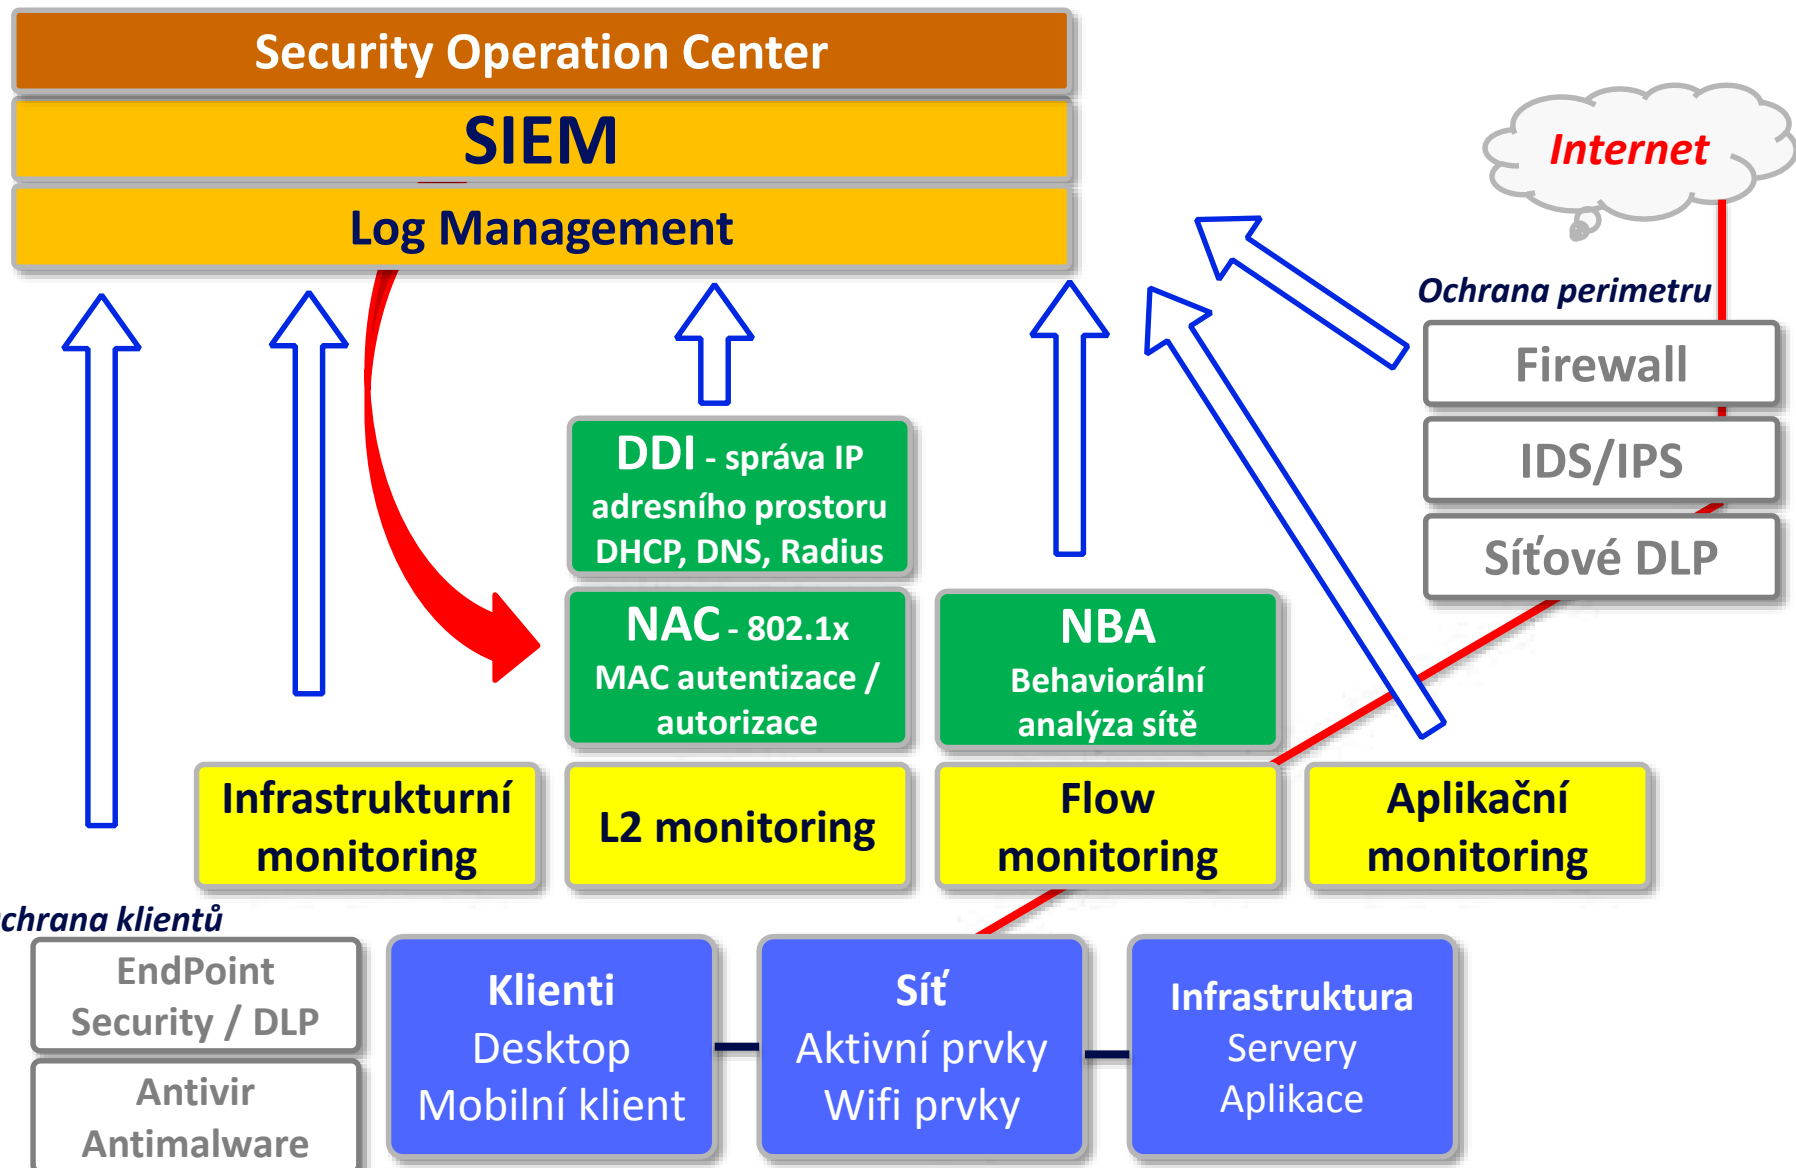 Security Operation Center
SIEM
Log Management
Internet
Ochrana perimetru
Firewall
IDS/IPS
Síťové DLP
DDI - správa IP
adresního prostoru
DHCP, DNS, Radius
NAC - 802.1x
MAC autentizace /
autorizace
NBA
Behaviorální
analýza sítě
Infrastrukturní
monitoring
L2 monitoring
Flow
monitoring
Aplikační
monitoring
chrana klientů
EndPoint
Security / DLP
Antivir
Antimalware
Klienti
Desktop
Mobilní klient
Síť
Aktivní prvky
Wifi prvky
Infrastruktura
Servery
Aplikace